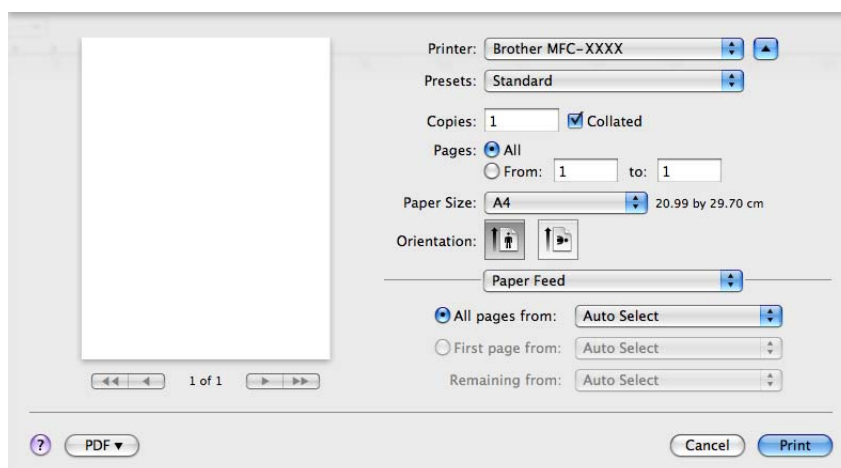 Printer: Brother MFC-XXXX
Presets: Standard
Copies: 1 Collated
Pages: All
From: 1 to: 1
Paper Size: A4 20.99 by 29.70 cm
Orientation:
Paper Feed
All pages from: Auto Select
First page from: Auto Select
Remaining from: Auto Select
1 of 1
? PDF ▼ Cancel Print